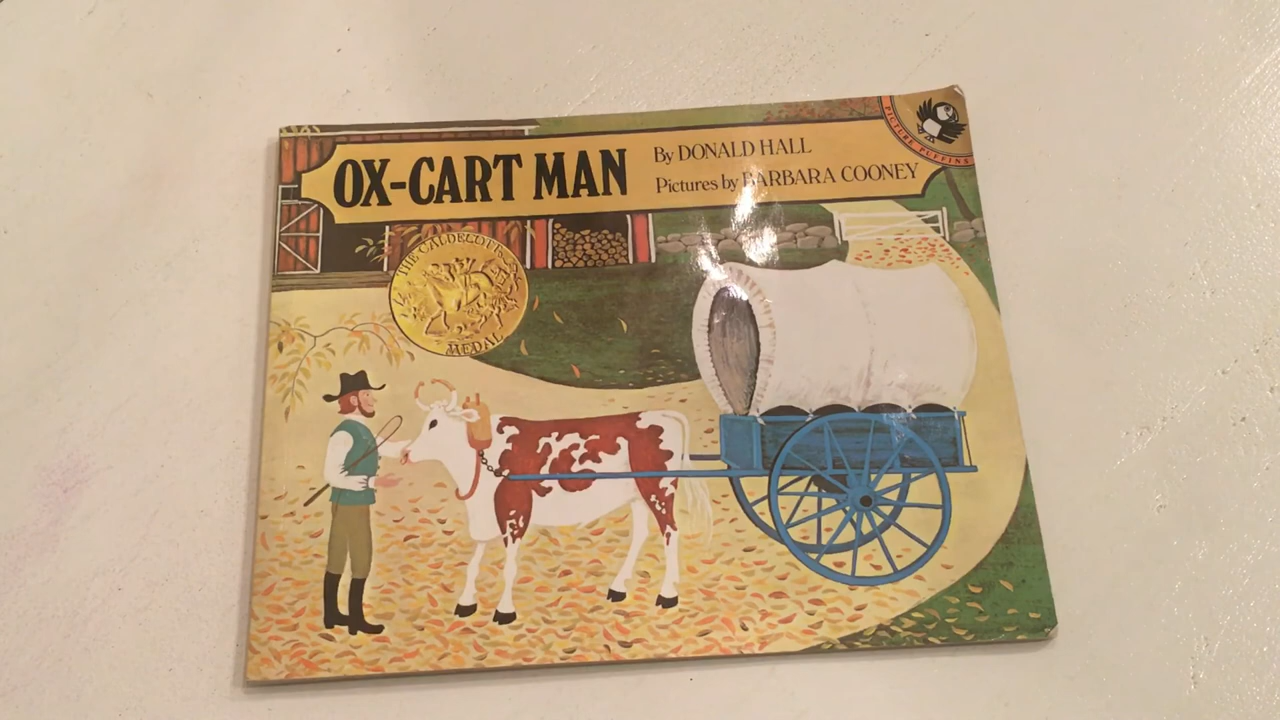 OX-CART MAN
By DONALD HALL
Pictures by BARBARA COONEY
PICTURE PUFFINS
THE CALDECOTT
MEDAL